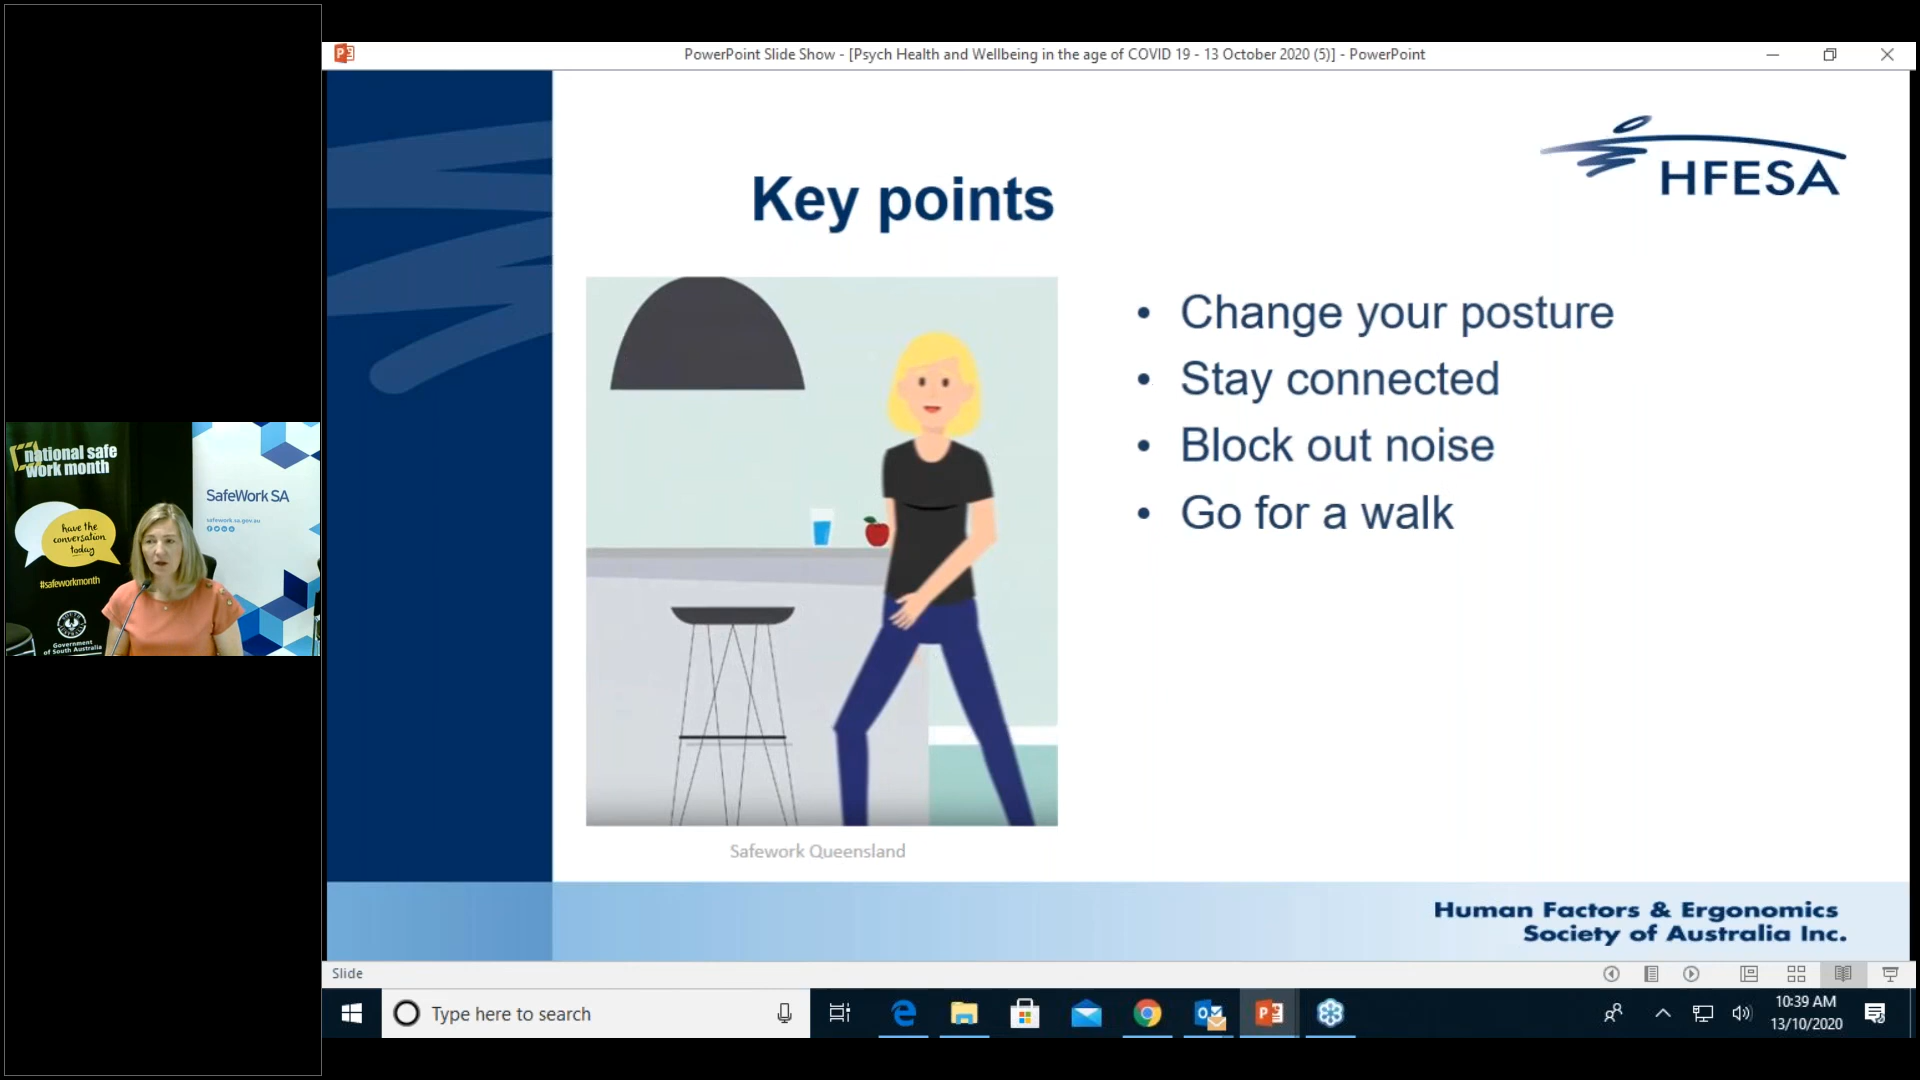 PowerPoint Slide Show - [Psych Health and Wellbeing in the age of COVID 19 - 13 October 2020 (5)] - PowerPoint
HFESA
Key points
• Change your posture
• Stay connected
• Block out noise
• Go for a walk
Safework Queensland
Human Factors & Ergonomics
Society of Australia Inc.
national safe
work month
have the
conversation
today
#safeworkmonth
Government
of South Australia
SafeWork SA
safework.sa.gov.au
Slide
Type here to search
10:39 AM
13/10/2020